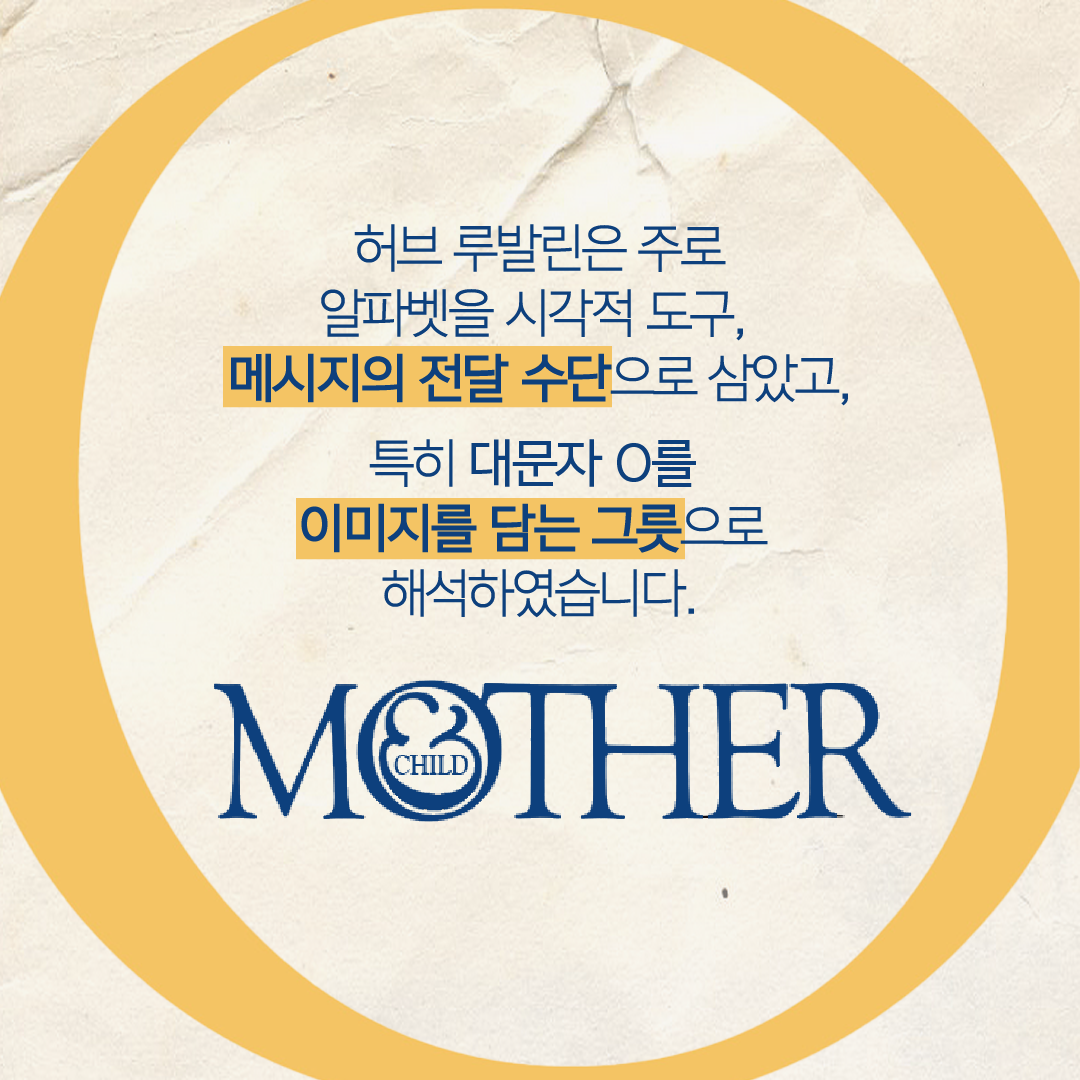 허브 루발린은 주로
알파벳을 시각적 도구,
메시지의 전달 수단으로 삼았고,
특히 대문자 O를
이미지를 담는 그릇으로
해석하였습니다.
MOTHER
&
CHILD